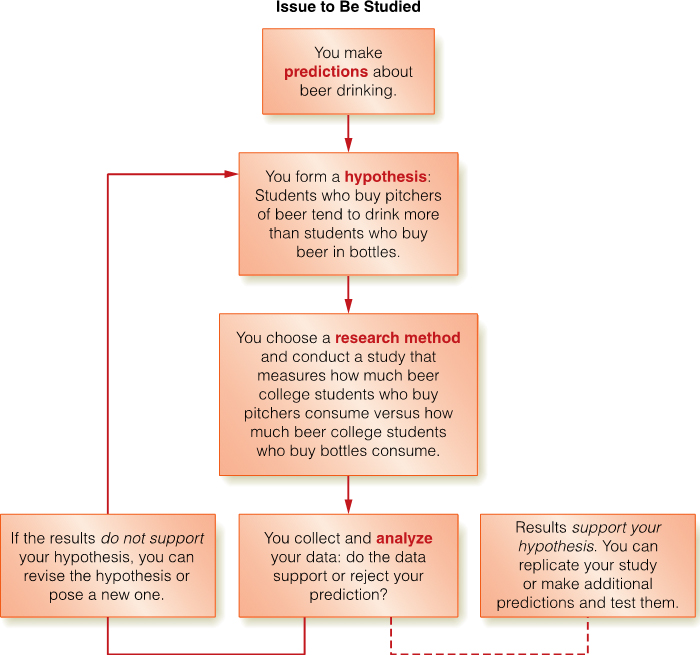 Issue to Be Studied
You make
predictions about
beer drinking.
You form a hypothesis:
Students who buy pitchers
of beer tend to drink more
than students who buy
beer in bottles.
You choose a research method
and conduct a study that
measures how much beer
college students who buy
pitchers consume versus how
much beer college students
who buy bottles consume.
If the results do not support
your hypothesis, you can
revise the hypothesis or
pose a new one.
You collect and analyze
your data: do the data
support or reject your
prediction?
Results support your
hypothesis. You can
replicate your study
or make additional
predictions and test them.